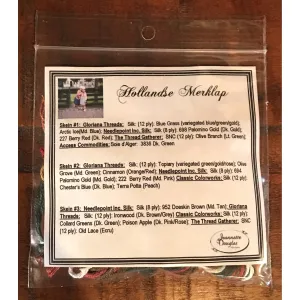 Hollandse Merklap
Skein #1: Gloriana Threads: Silk (12 ply): Blue Grass (variegated blue/green/gold);
Arctic Ice(Md. Blue); Needlepoint Inc. Silk: Silk (8 ply): 695 Palomino Gold (Dk. Gold);
227 Berry Red (Dk. Red); The Thread Gatherer: SNC (12 ply); Olive Branch (Lt. Green);
Access Commodities: Soie d'Alger: 3835 Dk. Green
Skein #2: Gloriana Threads: Silk (12 ply): Topiary (variegated green/gold/rose); Olive
Grove (Md. Green); Cinnamon (Orange/Red); Needlepoint Inc. Silk: Silk (8 ply): 694
Palomino Gold (Md. Gold); 222 Berry Red (Md. Pink) Classic Colorworks: Silk (12 ply):
Chester's Blue (Dk. Blue); Terra Potta (Peach)
Skein #3: Needlepoint Inc. Silk: Silk (8 ply): 952 Doeskin Brown (Md. Tan) Gloriana
Threads: Silk (12 ply): Ironwood (Dk. Brown/Grey) Classic Colorworks: Silk (12 ply):
Collard Greens (Dk. Green); Poison Apple (Dk. Pink/Rose); The Thread Gatherer: SNC
(12 ply): Old Lace (Ecru)
Jeannette
Douglas